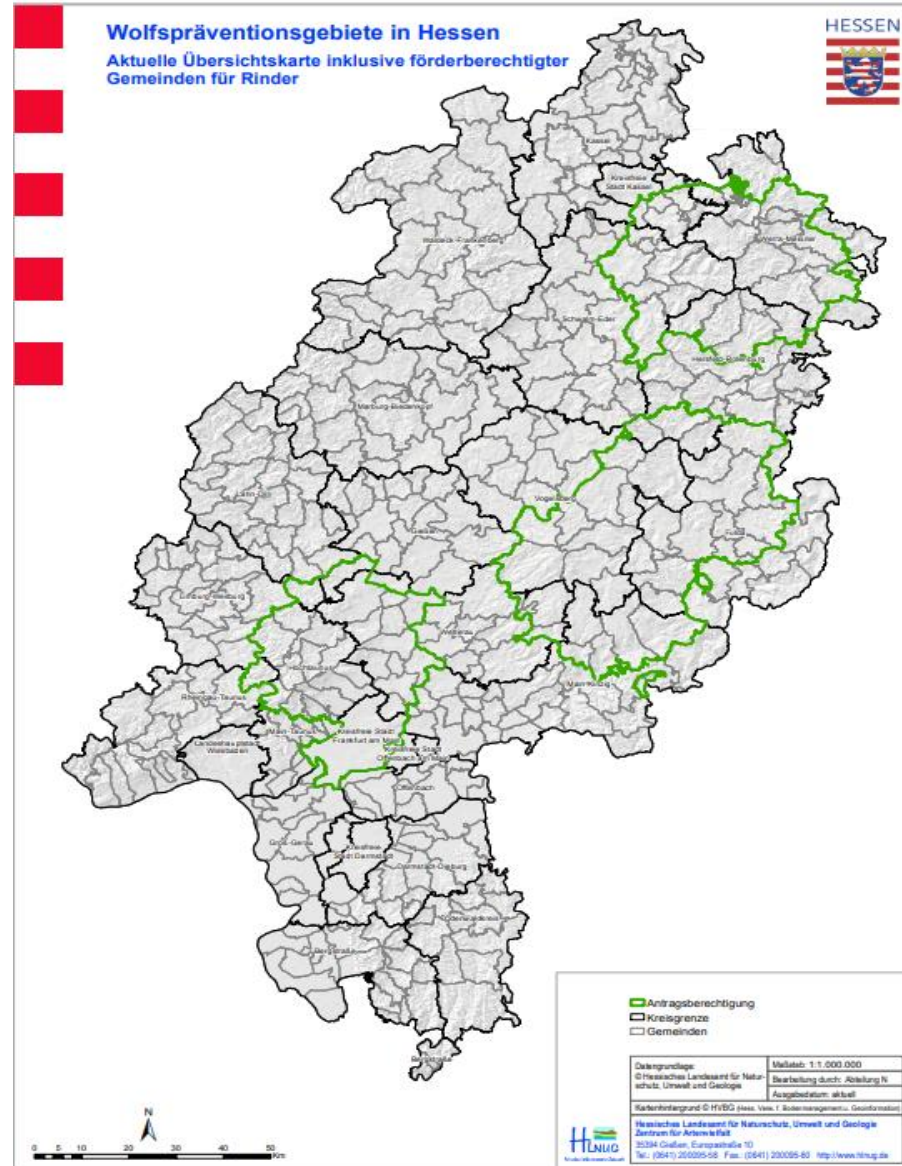 Wolfspräventionsgebiete in Hessen
Aktuelle Übersichtskarte inklusive förderberechtigter
Gemeinden für Rinder
HESSEN
Kassel
Kreisfreie
Stadt Kassel
Waldeck-Frankenberg
Werra-Meißner
Schwalm-Eder
Hersfeld-Rotenburg
Marburg-Biedenkopf
Lahn-Dill
Vogelsberg
Gießen
Fulda
Limburg-Weilburg
Wetterau
Hochtaunus
Main-Kinzig
Rheingau-Taunus
Main-Taunus
Kreisfreie Stadt
Frankfurt am Main
Landeshauptstadt
Wiesbaden
Kreisfreie Stadt
Offenbach am Main
Offenbach
Groß-Gerau
Kreisfreie
Stadt Darmstadt
Darmstadt-Dieburg
Odenwaldkreis
Bergstraße
Bergstraße
Antragsberechtigung
Kreisgrenze
Gemeinden
Datengrundlage:
© Hessisches Landesamt für Natur-
schutz, Umwelt und Geologie
Maßstab: 1:1.000.000
Bearbeitung durch: Abteilung N
Ausgabedatum: aktuell
Kartenhintergrund © HVBG (Hess. Verw. f. Bodenmanagement u. Geoinformation)
Hessisches Landesamt für Naturschutz, Umwelt und Geologie
Zentrum für Artenvielfalt
35394 Gießen, Europastraße 10
Tel.: (0641) 200095-58 Fax: (0641) 200095-60 http://www.hlnug.de
HLNUG
N
0 5 10 20 30 40 50
Km